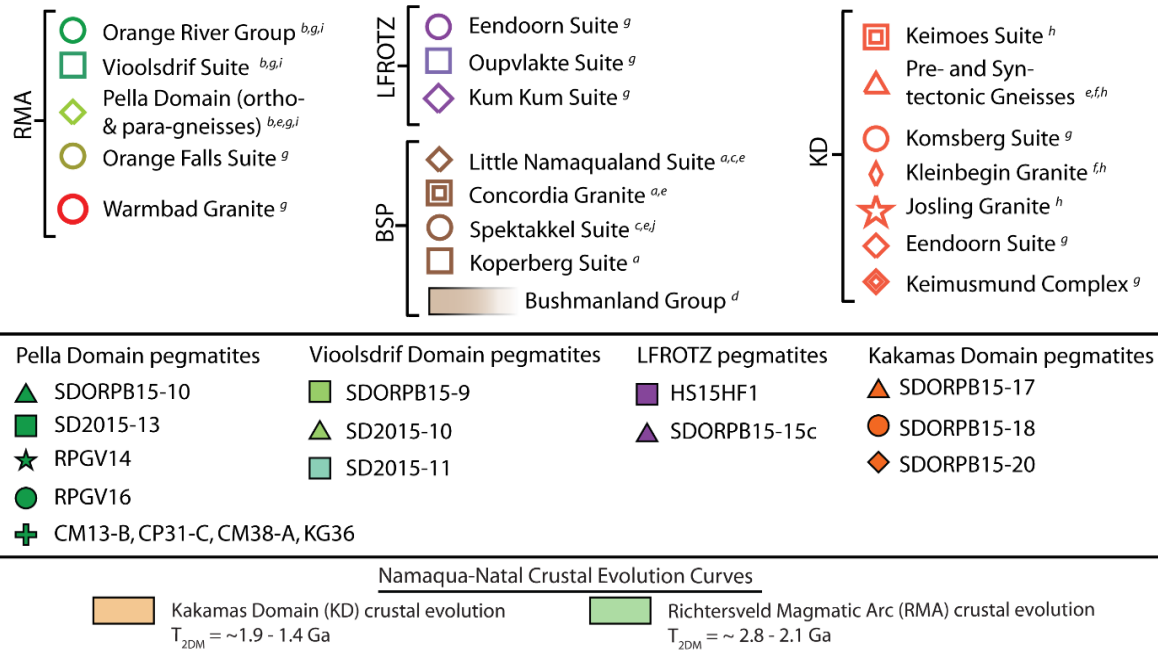 RMA
Orange River Group b,g,i
Vioolsdrif Suite b,g,i
Pella Domain (ortho-
& para-gneisses) b,e,g,i
Orange Falls Suite g
Warmbad Granite g
LFROTZ
Eendoorn Suite g
Oupvlakte Suite g
Kum Kum Suite g
BSP
Little Namaqualand Suite a,c,e
Concordia Granite a,e
Spektakkel Suite c,e,j
Koperberg Suite a
Bushmanland Group d
KD
Keimoes Suite h
Pre- and Syn-
tectonic Gneisses e,f,h
Komsberg Suite g
Kleinbegin Granite f,h
Josling Granite h
Eendoorn Suite g
Keimusmund Complex g
Pella Domain pegmatites
SDORPB15-10
SD2015-13
RPGV14
RPGV16
CM13-B, CP31-C, CM38-A, KG36
Vioolsdrif Domain pegmatites
SDORPB15-9
SD2015-10
SD2015-11
LFROTZ pegmatites
HS15HF1
SDORPB15-15c
Kakamas Domain pegmatites
SDORPB15-17
SDORPB15-18
SDORPB15-20
Namaqua-Natal Crustal Evolution Curves
Kakamas Domain (KD) crustal evolution
T2DM = ~1.9 - 1.4 Ga
Richtersveld Magmatic Arc (RMA) crustal evolution
T2DM = ~ 2.8 - 2.1 Ga